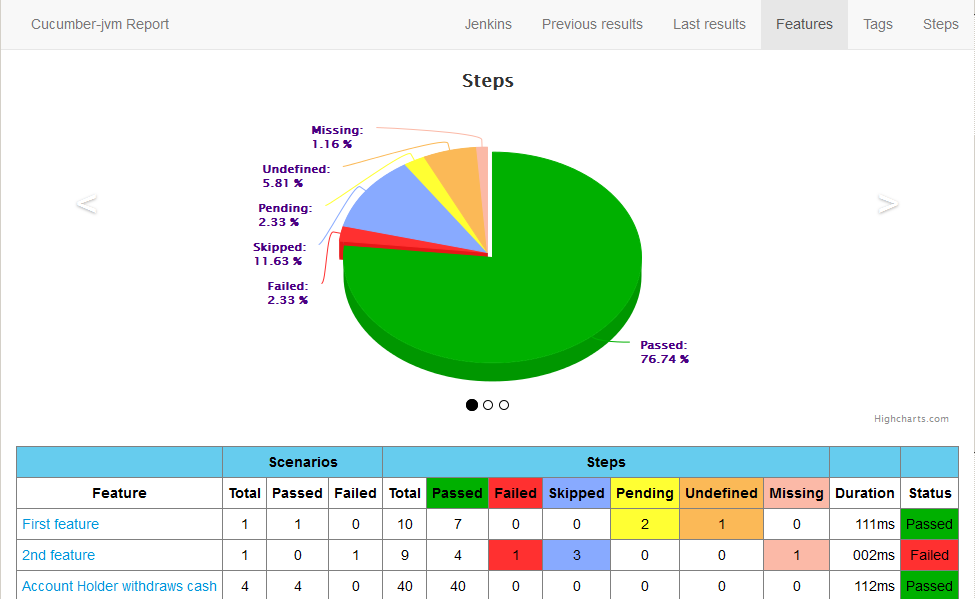 Cucumber-jvm Report Jenkins Previous results Last results Features Tags Steps
Steps
Missing:
1.16 %
Undefined:
5.81 %
Pending:
2.33 %
Skipped:
11.63 %
Failed:
2.33 %
Passed:
76.74 %
< >
Highcharts.com
Scenarios Steps
Feature Total Passed Failed Total Passed Failed Skipped Pending Undefined Missing Duration Status
First feature 1 1 0 10 7 0 0 2 1 0 111ms Passed
2nd feature 1 0 1 9 4 1 3 0 0 1 002ms Failed
Account Holder withdraws cash 4 4 0 40 40 0 0 0 0 0 112ms Passed